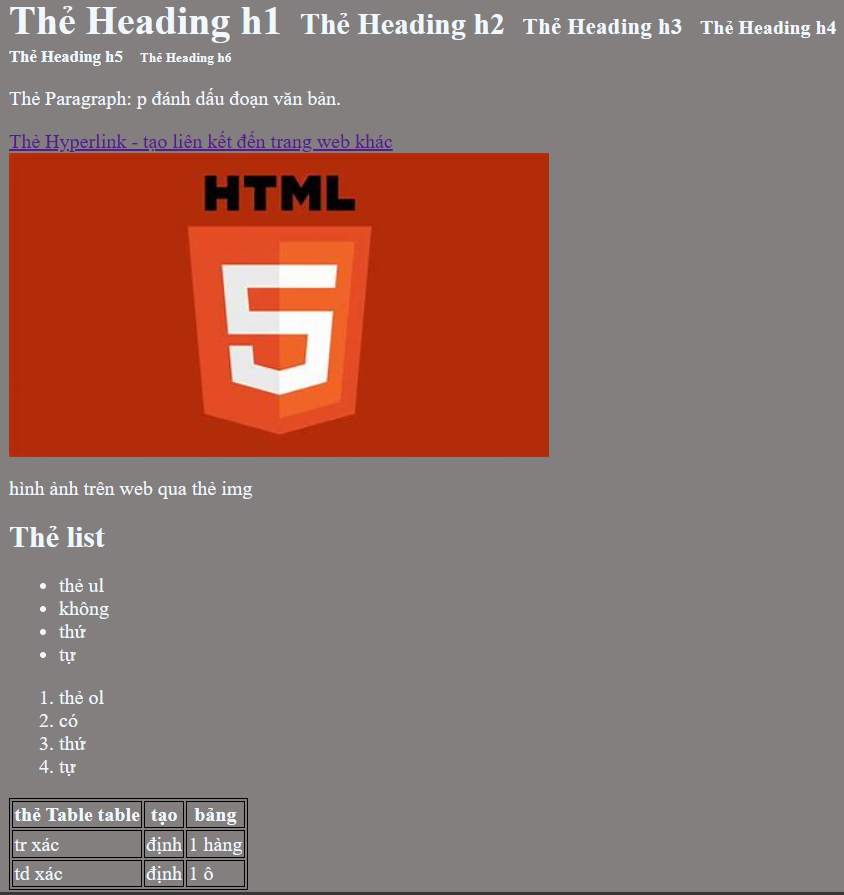 Thẻ Heading h1 Thẻ Heading h2 Thẻ Heading h3 Thẻ Heading h4
Thẻ Heading h5 Thẻ Heading h6
Thẻ Paragraph: p đánh dấu đoạn văn bản.
Thẻ Hyperlink - tạo liên kết đến trang web khác
HTML
5
hình ảnh trên web qua thẻ img
Thẻ list
• thẻ ul
• không
• thứ
• tự
1. thẻ ol
2. có
3. thứ
4. tự
thẻ Table table tạo bảng
tr xác định 1 hàng
td xác định 1 ô